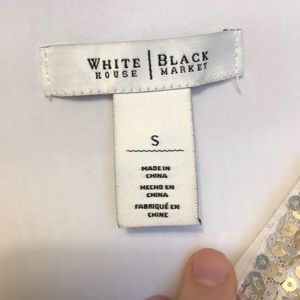 WHITE | BLACK
HOUSE | MARKET
S
MADE IN
CHINA
HECHO EN
CHINA
FABRIQUÉ EN
CHINE